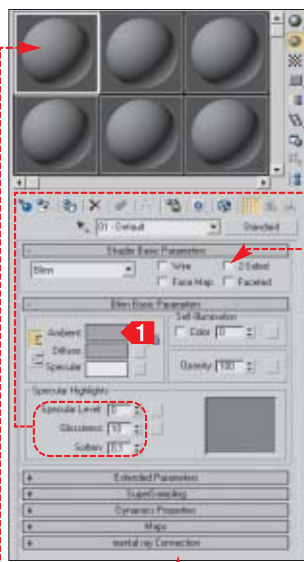 01 - Default Standard
Shader Basic Parameters
Blinn Wire 2-Sided
Face Map Faceted
Blinn Basic Parameters
Self-Illumination
Ambient: 1 Color 0
Diffuse:
Specular: Opacity: 100
Specular Highlights
Specular Level: 0
Glossiness: 10
Soften: 0.1
+ Extended Parameters
+ SuperSampling
+ Dynamics Properties
+ Maps
+ mental ray Connection